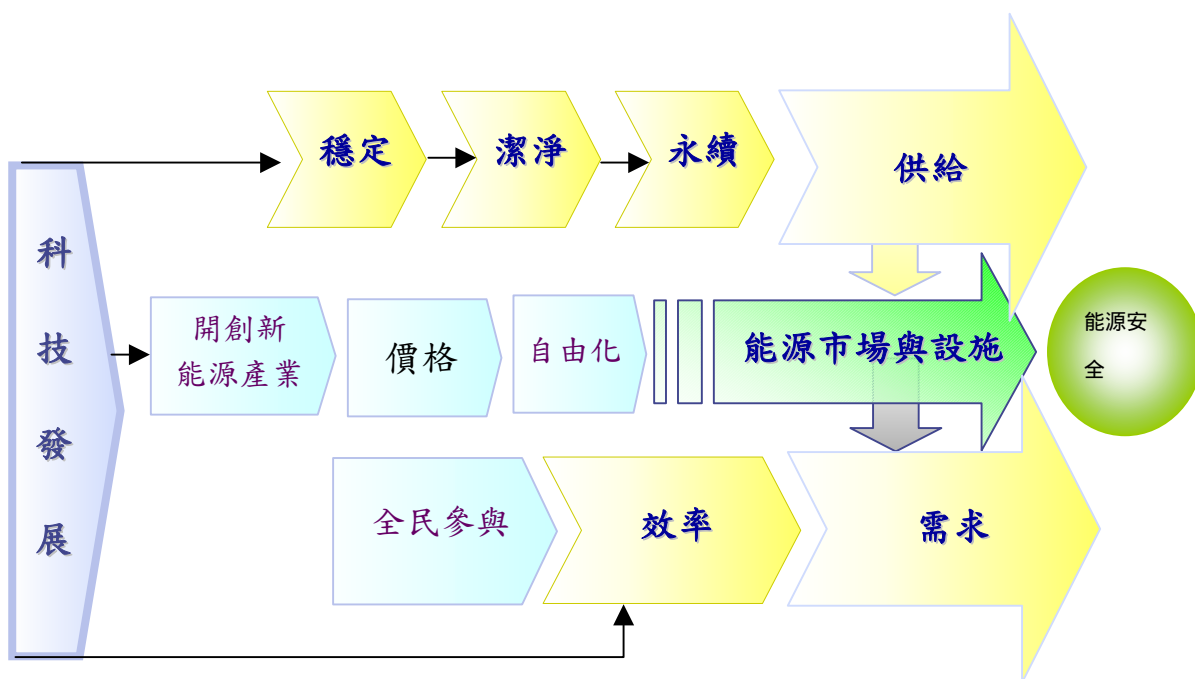 科
技
發
展
穩定
潔淨
永續
供給
開創新
能源產業
價格
自由化
能源市場與設施
能源安
全
全民參與
效率
需求